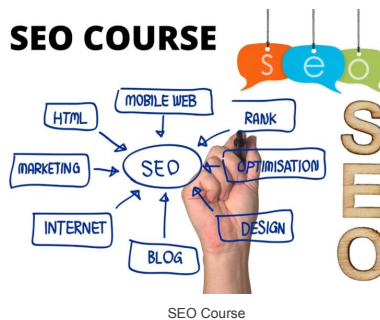 SEO COURSE
seo
MOBILE WEB
HTML
RANK
MARKETING
SEO
OPTIMISATION
INTERNET
DESIGN
BLOG
SEO
SEO Course